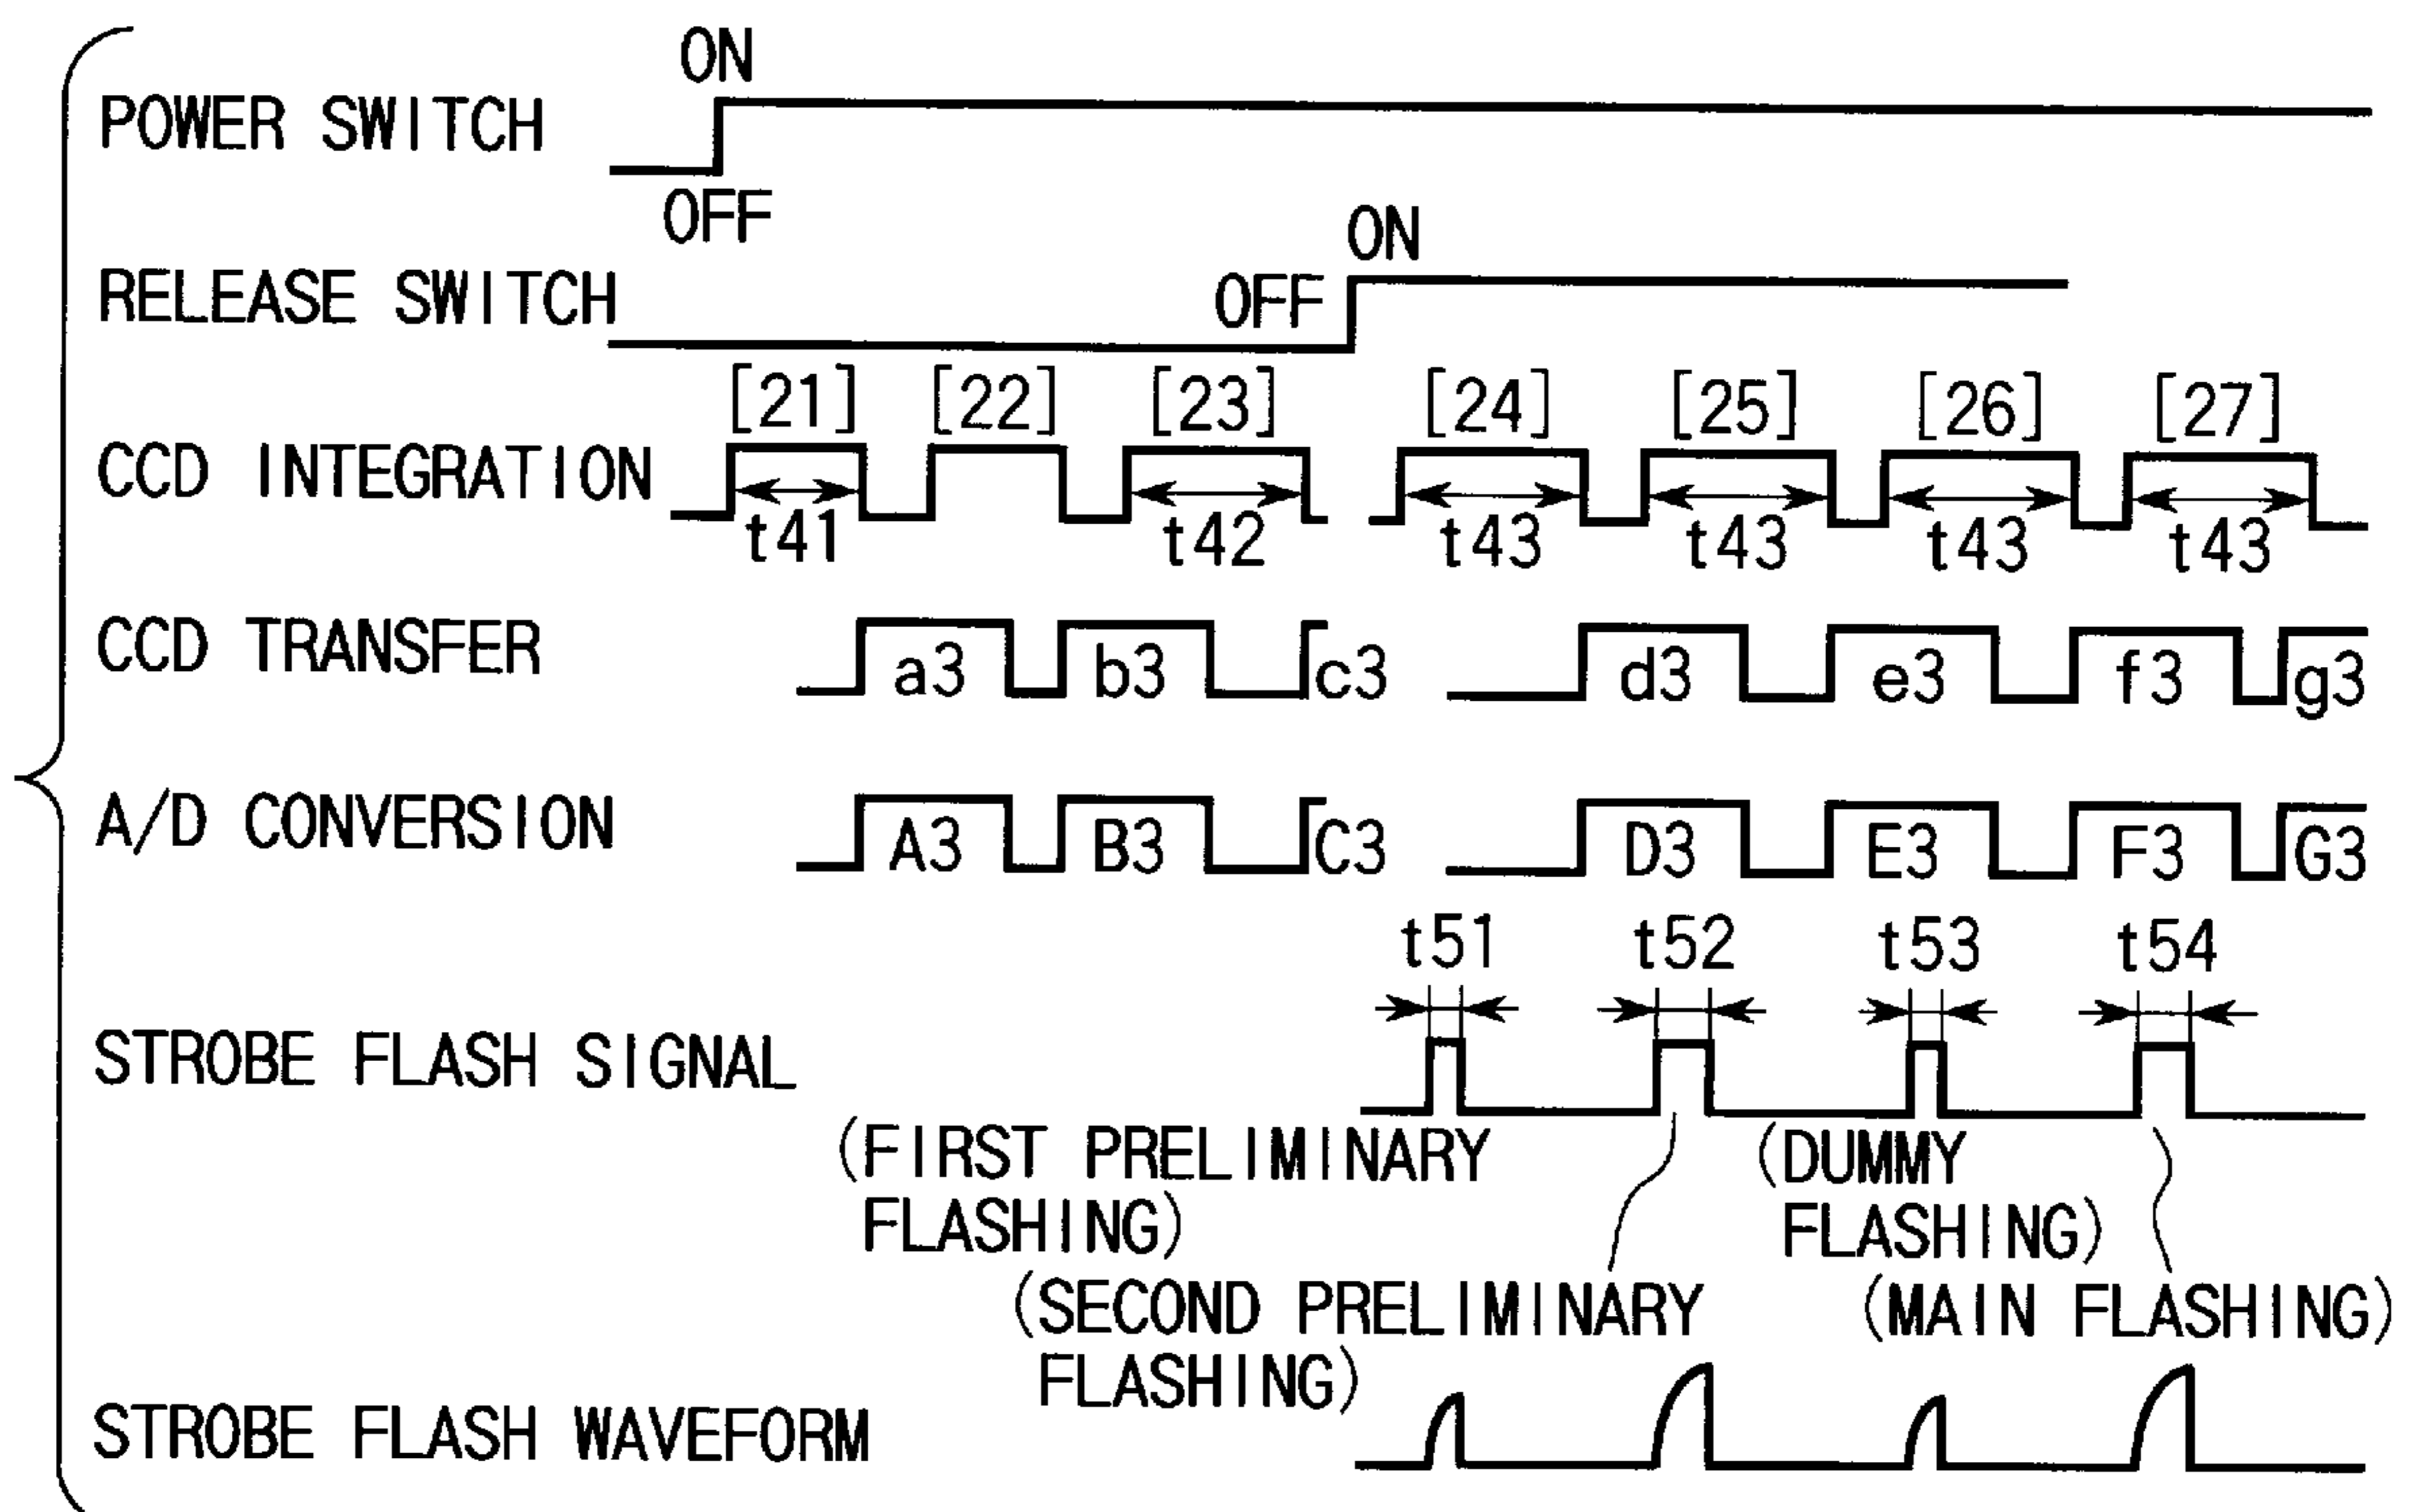 ON
POWER SWITCH
OFF
ON
RELEASE SWITCH OFF
[21] [22] [23] [24] [25] [26] [27]
CCD INTEGRATION
t41 t42 t43 t43 t43 t43
CCD TRANSFER a3 b3 c3 d3 e3 f3 g3
A/D CONVERSION A3 B3 C3 D3 E3 F3 G3
t51 t52 t53 t54
STROBE FLASH SIGNAL
(FIRST PRELIMINARY
FLASHING)
(DUMMY
FLASHING)
(SECOND PRELIMINARY
FLASHING)
(MAIN FLASHING)
STROBE FLASH WAVEFORM